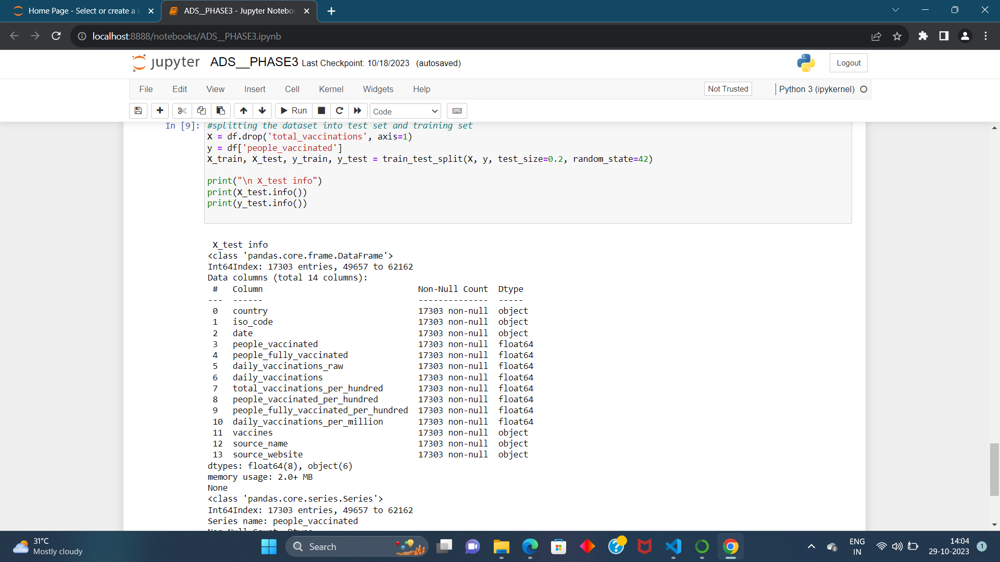 Home Page - Select or create a
ADS__PHASE3 - Jupyter Notebo
localhost:8888/notebooks/ADS__PHASE3.ipynb
jupyter ADS__PHASE3 Last Checkpoint: 10/18/2023 (autosaved)
Logout
File Edit View Insert Cell Kernel Widgets Help
Not Trusted
Python 3 (ipykernel)
Run
Code
In [9]: #splitting the dataset into test set and training set
X = df.drop('total_vaccinations', axis=1)
y = df['people_vaccinated']
X_train, X_test, y_train, y_test = train_test_split(X, y, test_size=0.2, random_state=42)
print("\n X_test info")
print(X_test.info())
print(y_test.info())
X_test info
<class 'pandas.core.frame.DataFrame'>
Int64Index: 17303 entries, 49657 to 62162
Data columns (total 14 columns):
# Column Non-Null Count Dtype
--- ------ -------------- -----
0 country 17303 non-null object
1 iso_code 17303 non-null object
2 date 17303 non-null object
3 people_vaccinated 17303 non-null float64
4 people_fully_vaccinated 17303 non-null float64
5 daily_vaccinations_raw 17303 non-null float64
6 daily_vaccinations 17303 non-null float64
7 total_vaccinations_per_hundred 17303 non-null float64
8 people_vaccinated_per_hundred 17303 non-null float64
9 people_fully_vaccinated_per_hundred 17303 non-null float64
10 daily_vaccinations_per_million 17303 non-null float64
11 vaccines 17303 non-null object
12 source_name 17303 non-null object
13 source_website 17303 non-null object
dtypes: float64(8), object(6)
memory usage: 2.0+ MB
None
<class 'pandas.core.series.Series'>
Int64Index: 17303 entries, 49657 to 62162
Series name: people_vaccinated
Non-Null Count Dtype
31°C
Mostly cloudy
Search
ENG
IN
14:04
29-10-2023
1